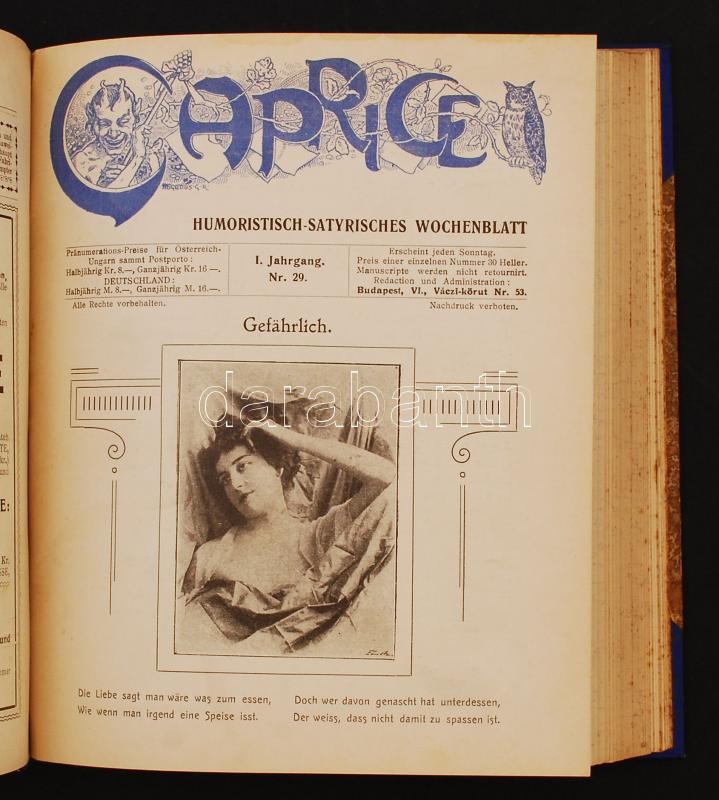 CAPRICE
HUMORISTISCH-SATYRISCHES WOCHENBLATT
Pränumerations-Preise für Österreich-
Ungarn sammt Postporto:
Halbjährig Kr. 8.—, Ganzjährig Kr. 16—.
DEUTSCHLAND:
Halbjährig M. 8.—, Ganzjährig M. 16.—.
I. Jahrgang.
Nr. 29.
Erscheint jeden Sonntag.
Preis einer einzelnen Nummer 30 Heller.
Manuscripte werden nicht retournirt.
Redaction und Administration:
Budapest, VI., Váczi-körut Nr. 53.
Alle Rechte vorbehalten.
Nachdruck verboten.
Gefährlich.
darabanth
Die Liebe sagt man wäre was zum essen,
Wie wenn man irgend eine Speise isst.
Doch wer davon genascht hat unterdessen,
Der weiss, dass nicht damit zu spassen ist.